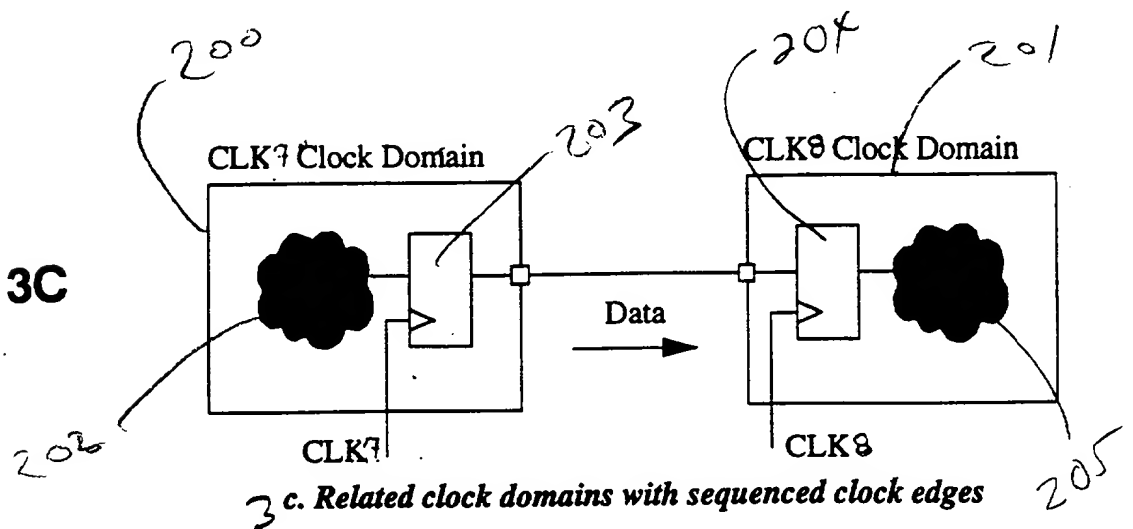 200
204
201
203
CLK7 Clock Domain
CLK8 Clock Domain
3C
Data
CLK7
CLK8
202
205
3 c. Related clock domains with sequenced clock edges